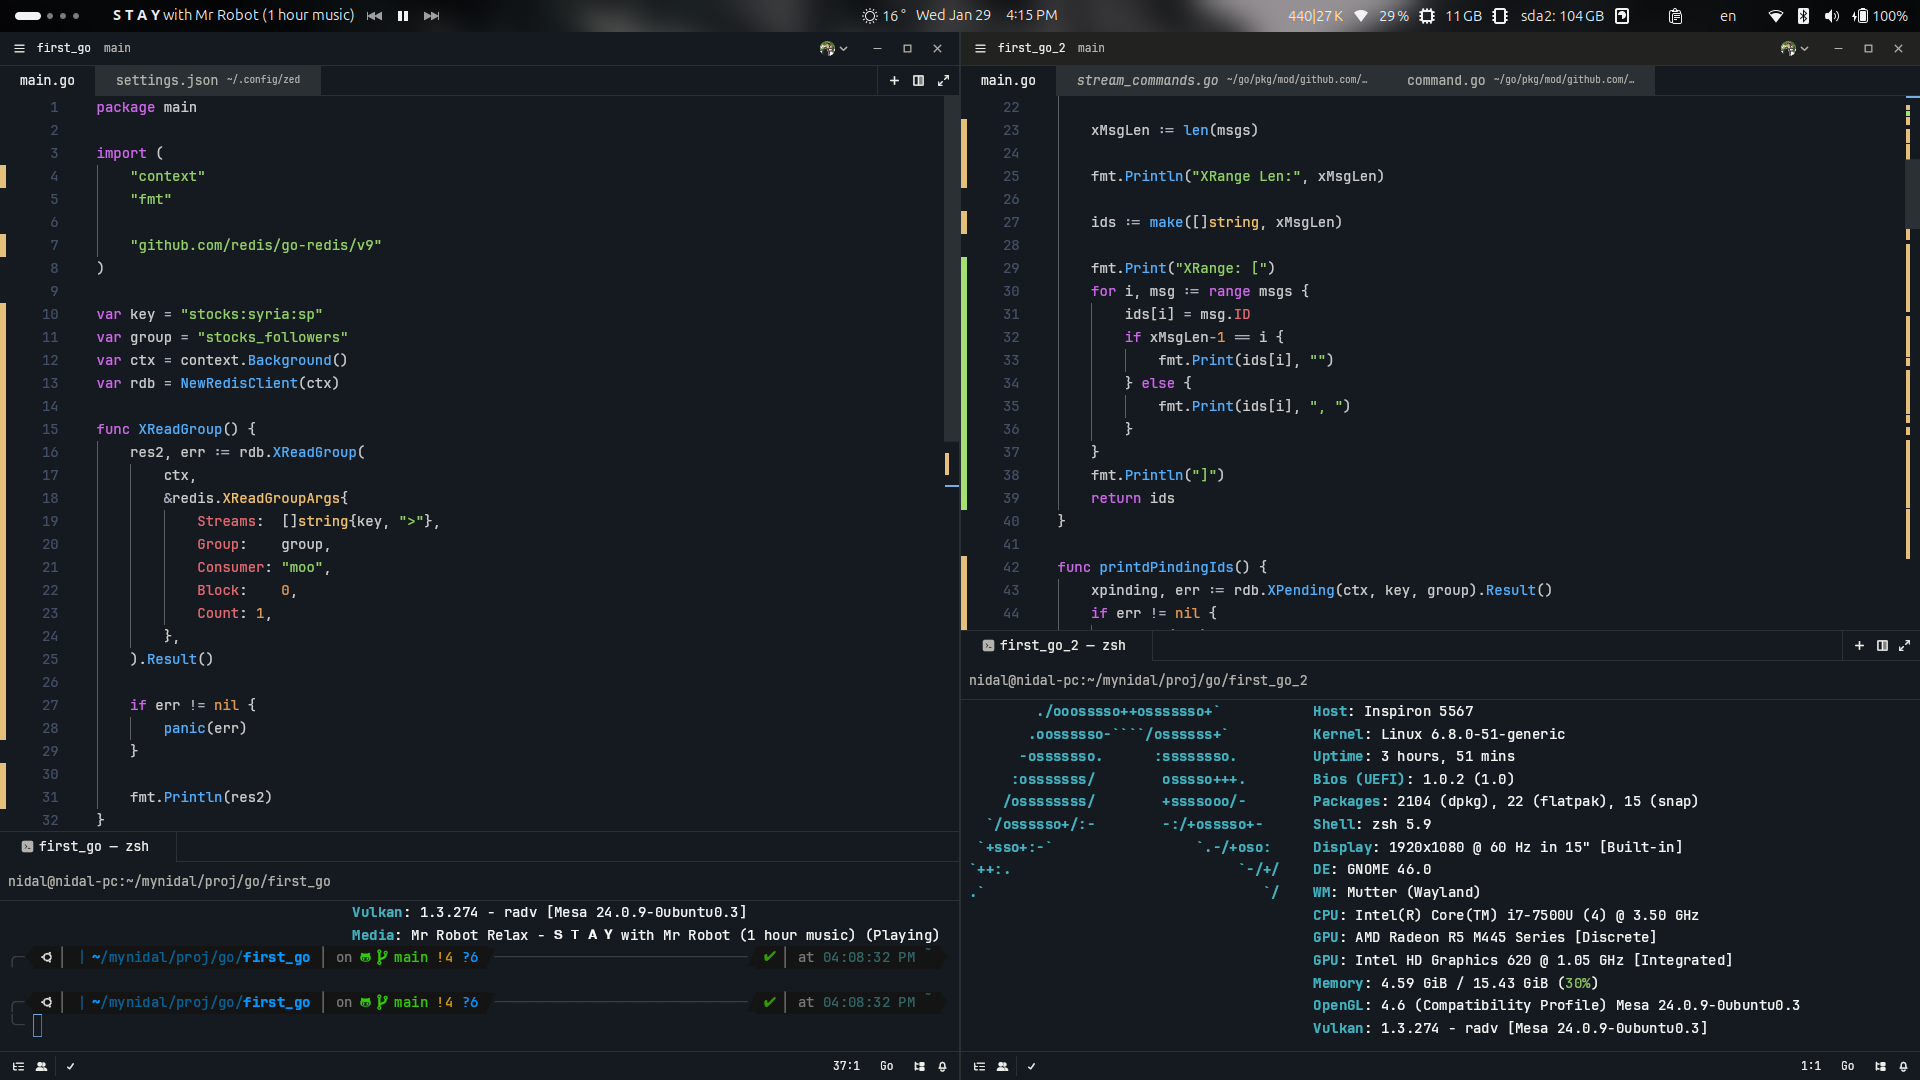 S T A Y with Mr Robot (1 hour music)
16° Wed Jan 29 4:15 PM
440|27 K 29% 11 GB sda2: 104 GB en 100%
first_go main
main.go settings.json ~/.config/zed
1 package main
2
3 import (
4 "context"
5 "fmt"
6
7 "github.com/redis/go-redis/v9"
8 )
9
10 var key = "stocks:syria:sp"
11 var group = "stocks_followers"
12 var ctx = context.Background()
13 var rdb = NewRedisClient(ctx)
14
15 func XReadGroup() {
16 res2, err := rdb.XReadGroup(
17 ctx,
18 &redis.XReadGroupArgs{
19 Streams: []string{key, ">"},
20 Group: group,
21 Consumer: "moo",
22 Block: 0,
23 Count: 1,
24 },
25 ).Result()
26
27 if err != nil {
28 panic(err)
29 }
30
31 fmt.Println(res2)
32 }
first_go — zsh
nidal@nidal-pc:~/mynidal/proj/go/first_go
Vulkan: 1.3.274 - radv [Mesa 24.0.9-0ubuntu0.3]
Media: Mr Robot Relax - S T A Y with Mr Robot (1 hour music) (Playing)
~/mynidal/proj/go/first_go on main !4 ?6 ✔ at 04:08:32 PM
~/mynidal/proj/go/first_go on main !4 ?6 ✔ at 04:08:32 PM
37:1 Go
first_go_2 main
main.go stream_commands.go ~/go/pkg/mod/github.com/… command.go ~/go/pkg/mod/github.com/…
22
23 xMsgLen := len(msgs)
24
25 fmt.Println("XRange Len:", xMsgLen)
26
27 ids := make([]string, xMsgLen)
28
29 fmt.Print("XRange: [")
30 for i, msg := range msgs {
31 ids[i] = msg.ID
32 if xMsgLen-1 == i {
33 fmt.Print(ids[i], "")
34 } else {
35 fmt.Print(ids[i], ", ")
36 }
37 }
38 fmt.Println("]")
39 return ids
40 }
41
42 func printdPindingIds() {
43 xpinding, err := rdb.XPending(ctx, key, group).Result()
44 if err != nil {
first_go_2 — zsh
nidal@nidal-pc:~/mynidal/proj/go/first_go_2
./ooosssso++osssssso+` Host: Inspiron 5567
.oossssso-````/ossssss+` Kernel: Linux 6.8.0-51-generic
-osssssso. :ssssssso. Uptime: 3 hours, 51 mins
:osssssss/ osssso+++. Bios (UEFI): 1.0.2 (1.0)
/ossssssss/ +ssssooo/- Packages: 2104 (dpkg), 22 (flatpak), 15 (snap)
`/ossssso+/:- -:/+osssso+- Shell: zsh 5.9
`+sso+:-` `.-/+oso: Display: 1920x1080 @ 60 Hz in 15" [Built-in]
`++:. `-/+/ DE: GNOME 46.0
.` `/ WM: Mutter (Wayland)
CPU: Intel(R) Core(TM) i7-7500U (4) @ 3.50 GHz
GPU: AMD Radeon R5 M445 Series [Discrete]
GPU: Intel HD Graphics 620 @ 1.05 GHz [Integrated]
Memory: 4.59 GiB / 15.43 GiB (30%)
OpenGL: 4.6 (Compatibility Profile) Mesa 24.0.9-0ubuntu0.3
Vulkan: 1.3.274 - radv [Mesa 24.0.9-0ubuntu0.3]
1:1 Go